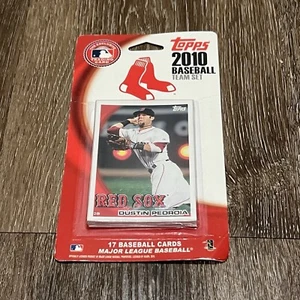 Topps
2010
BASEBALL
TEAM SET
Topps
RED SOX
DUSTIN PEDROIA
17 BASEBALL CARDS
MAJOR LEAGUE BASEBALL